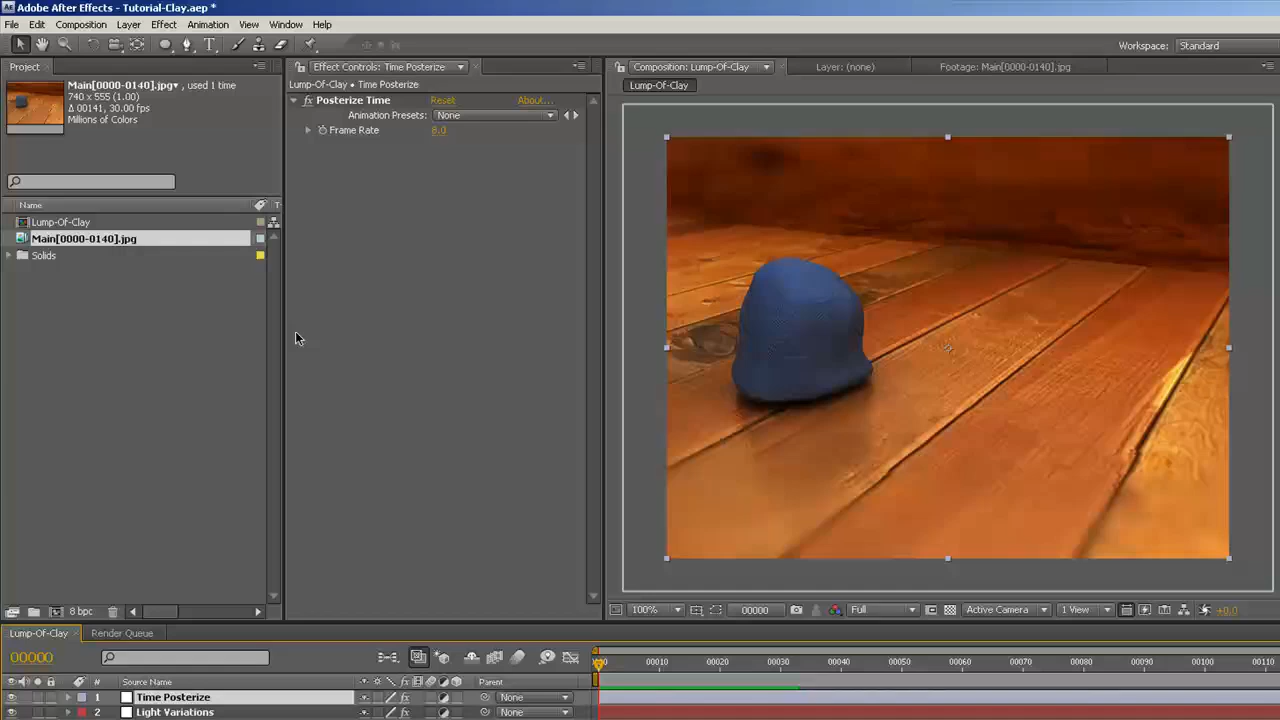 Adobe After Effects - Tutorial-Clay.aep *
File Edit Composition Layer Effect Animation View Window Help
Workspace: Standard
Project
Effect Controls: Time Posterize
Composition: Lump-Of-Clay
Layer: (none)
Footage: Main[0000-0140].jpg
Main[0000-0140].jpg , used 1 time
740 x 555 (1.00)
Δ 00141, 30.00 fps
Millions of Colors
Lump-Of-Clay • Time Posterize
Lump-Of-Clay
Posterize Time Reset About...
Animation Presets: None
Frame Rate 8.0
Name T
Lump-Of-Clay
Main[0000-0140].jpg
Solids
8 bpc
100% 00000 Full Active Camera 1 View +0.0
Lump-Of-Clay Render Queue
00000
00010 00020 00030 00040 00050 00060 00070 00080 00090 00100 00110
# Source Name Parent
1 Time Posterize None
2 Light Variations None